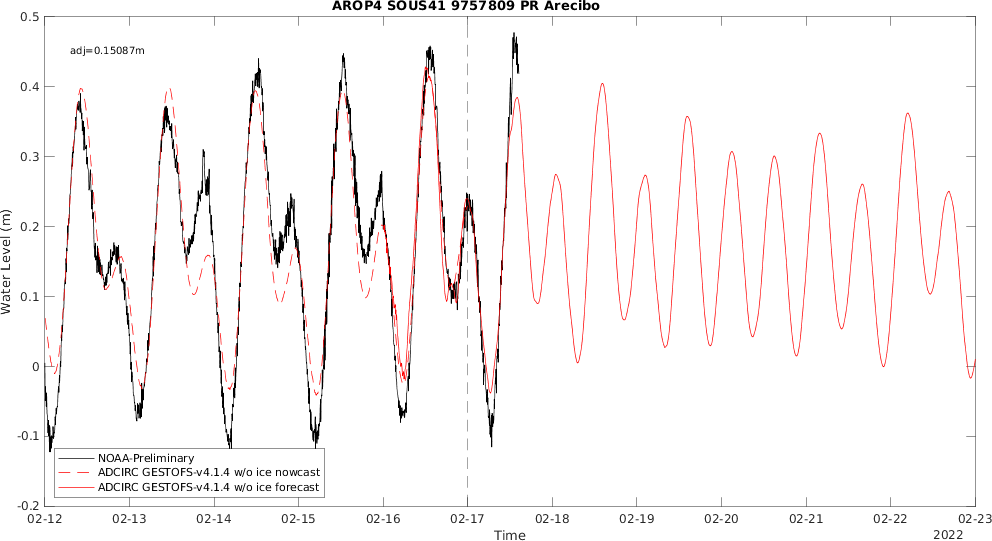 AROP4 SOUS41 9757809 PR Arecibo
adj=0.15087m
0.5
0.4
0.3
0.2
0.1
0
-0.1
-0.2
Water Level (m)
NOAA-Preliminary
ADCIRC GESTOFS-v4.1.4 w/o ice nowcast
ADCIRC GESTOFS-v4.1.4 w/o ice forecast
02-12 02-13 02-14 02-15 02-16 02-17 02-18 02-19 02-20 02-21 02-22 02-23
Time
2022